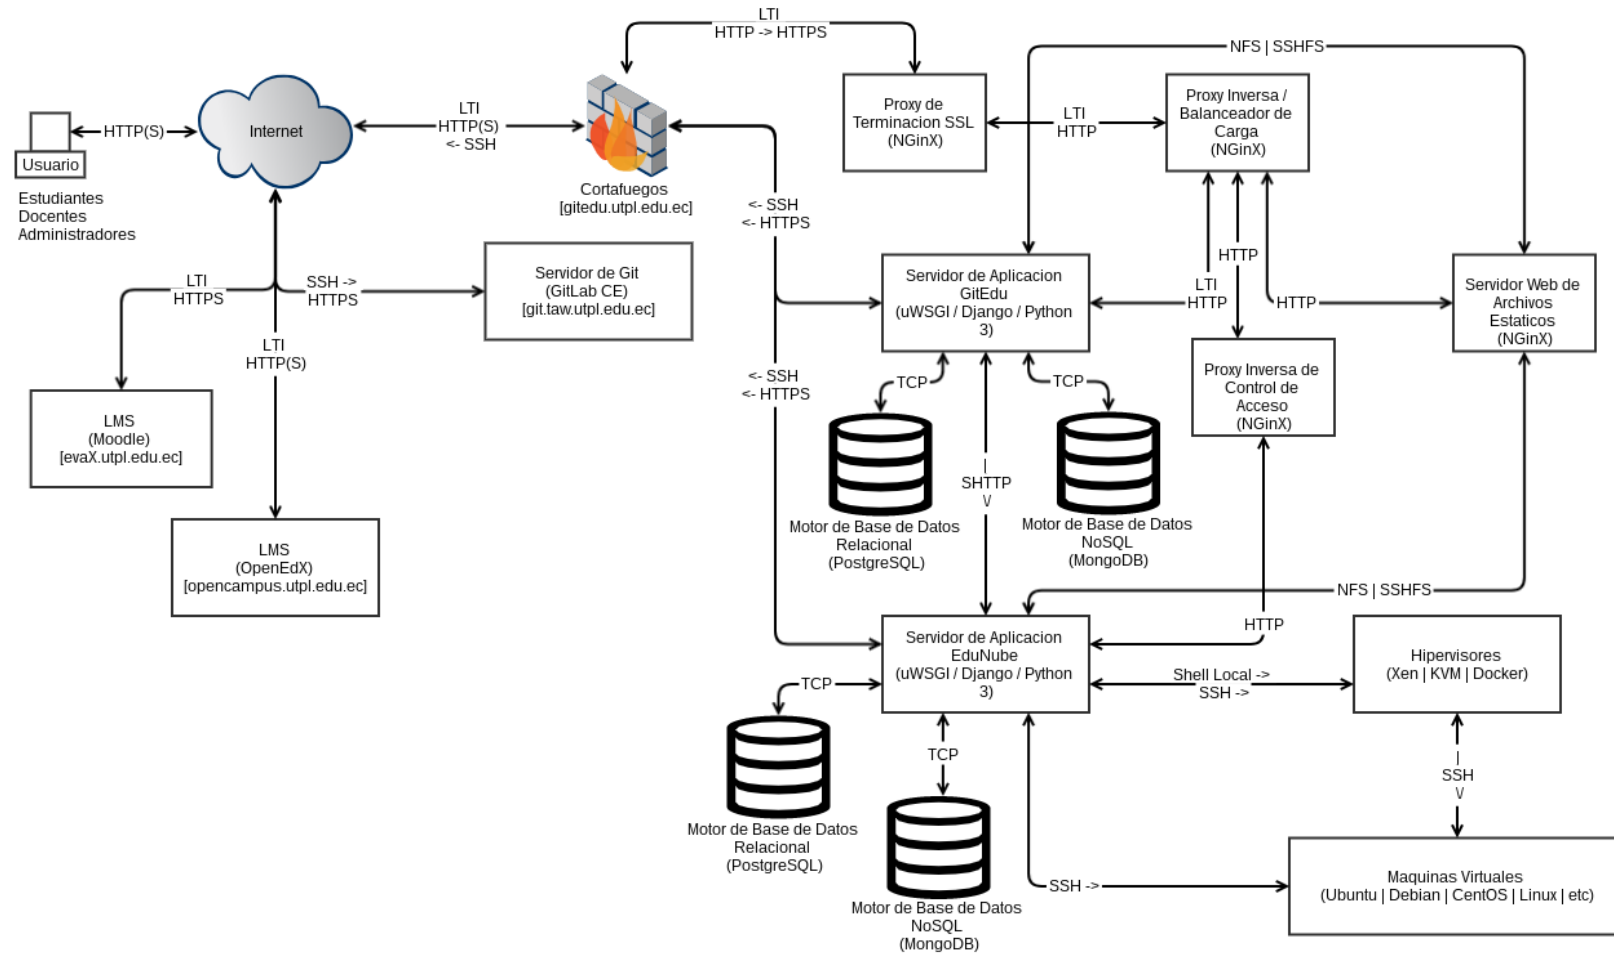 LTI
HTTP -> HTTPS
NFS | SSHFS
Proxy de
Terminacion SSL
(NGinX)
Proxy Inversa /
Balanceador de
Carga
(NGinX)
LTI
HTTP
Usuario
Estudiantes
Docentes
Administradores
HTTP(S)
Internet
LTI
HTTP(S)
<- SSH
Cortafuegos
[gitedu.utpl.edu.ec]
<- SSH
<- HTTPS
LTI
HTTPS
SSH ->
HTTPS
Servidor de Git
(GitLab CE)
[git.taw.utpl.edu.ec]
LTI
HTTP(S)
LMS
(Moodle)
[evaX.utpl.edu.ec]
LMS
(OpenEdX)
[opencampus.utpl.edu.ec]
Servidor de Aplicacion
GitEdu
(uWSGI / Django / Python
3)
LTI
HTTP
HTTP
HTTP
Servidor Web de
Archivos
Estaticos
(NGinX)
Proxy Inversa de
Control de
Acceso
(NGinX)
<- SSH
<- HTTPS
TCP
TCP
|
SHTTP
\/
Motor de Base de Datos
Relacional
(PostgreSQL)
Motor de Base de Datos
NoSQL
(MongoDB)
NFS | SSHFS
HTTP
Servidor de Aplicacion
EduNube
(uWSGI / Django / Python
3)
Shell Local ->
SSH ->
Hipervisores
(Xen | KVM | Docker)
TCP
TCP
Motor de Base de Datos
Relacional
(PostgreSQL)
Motor de Base de Datos
NoSQL
(MongoDB)
|
SSH
\/
SSH ->
Maquinas Virtuales
(Ubuntu | Debian | CentOS | Linux | etc)